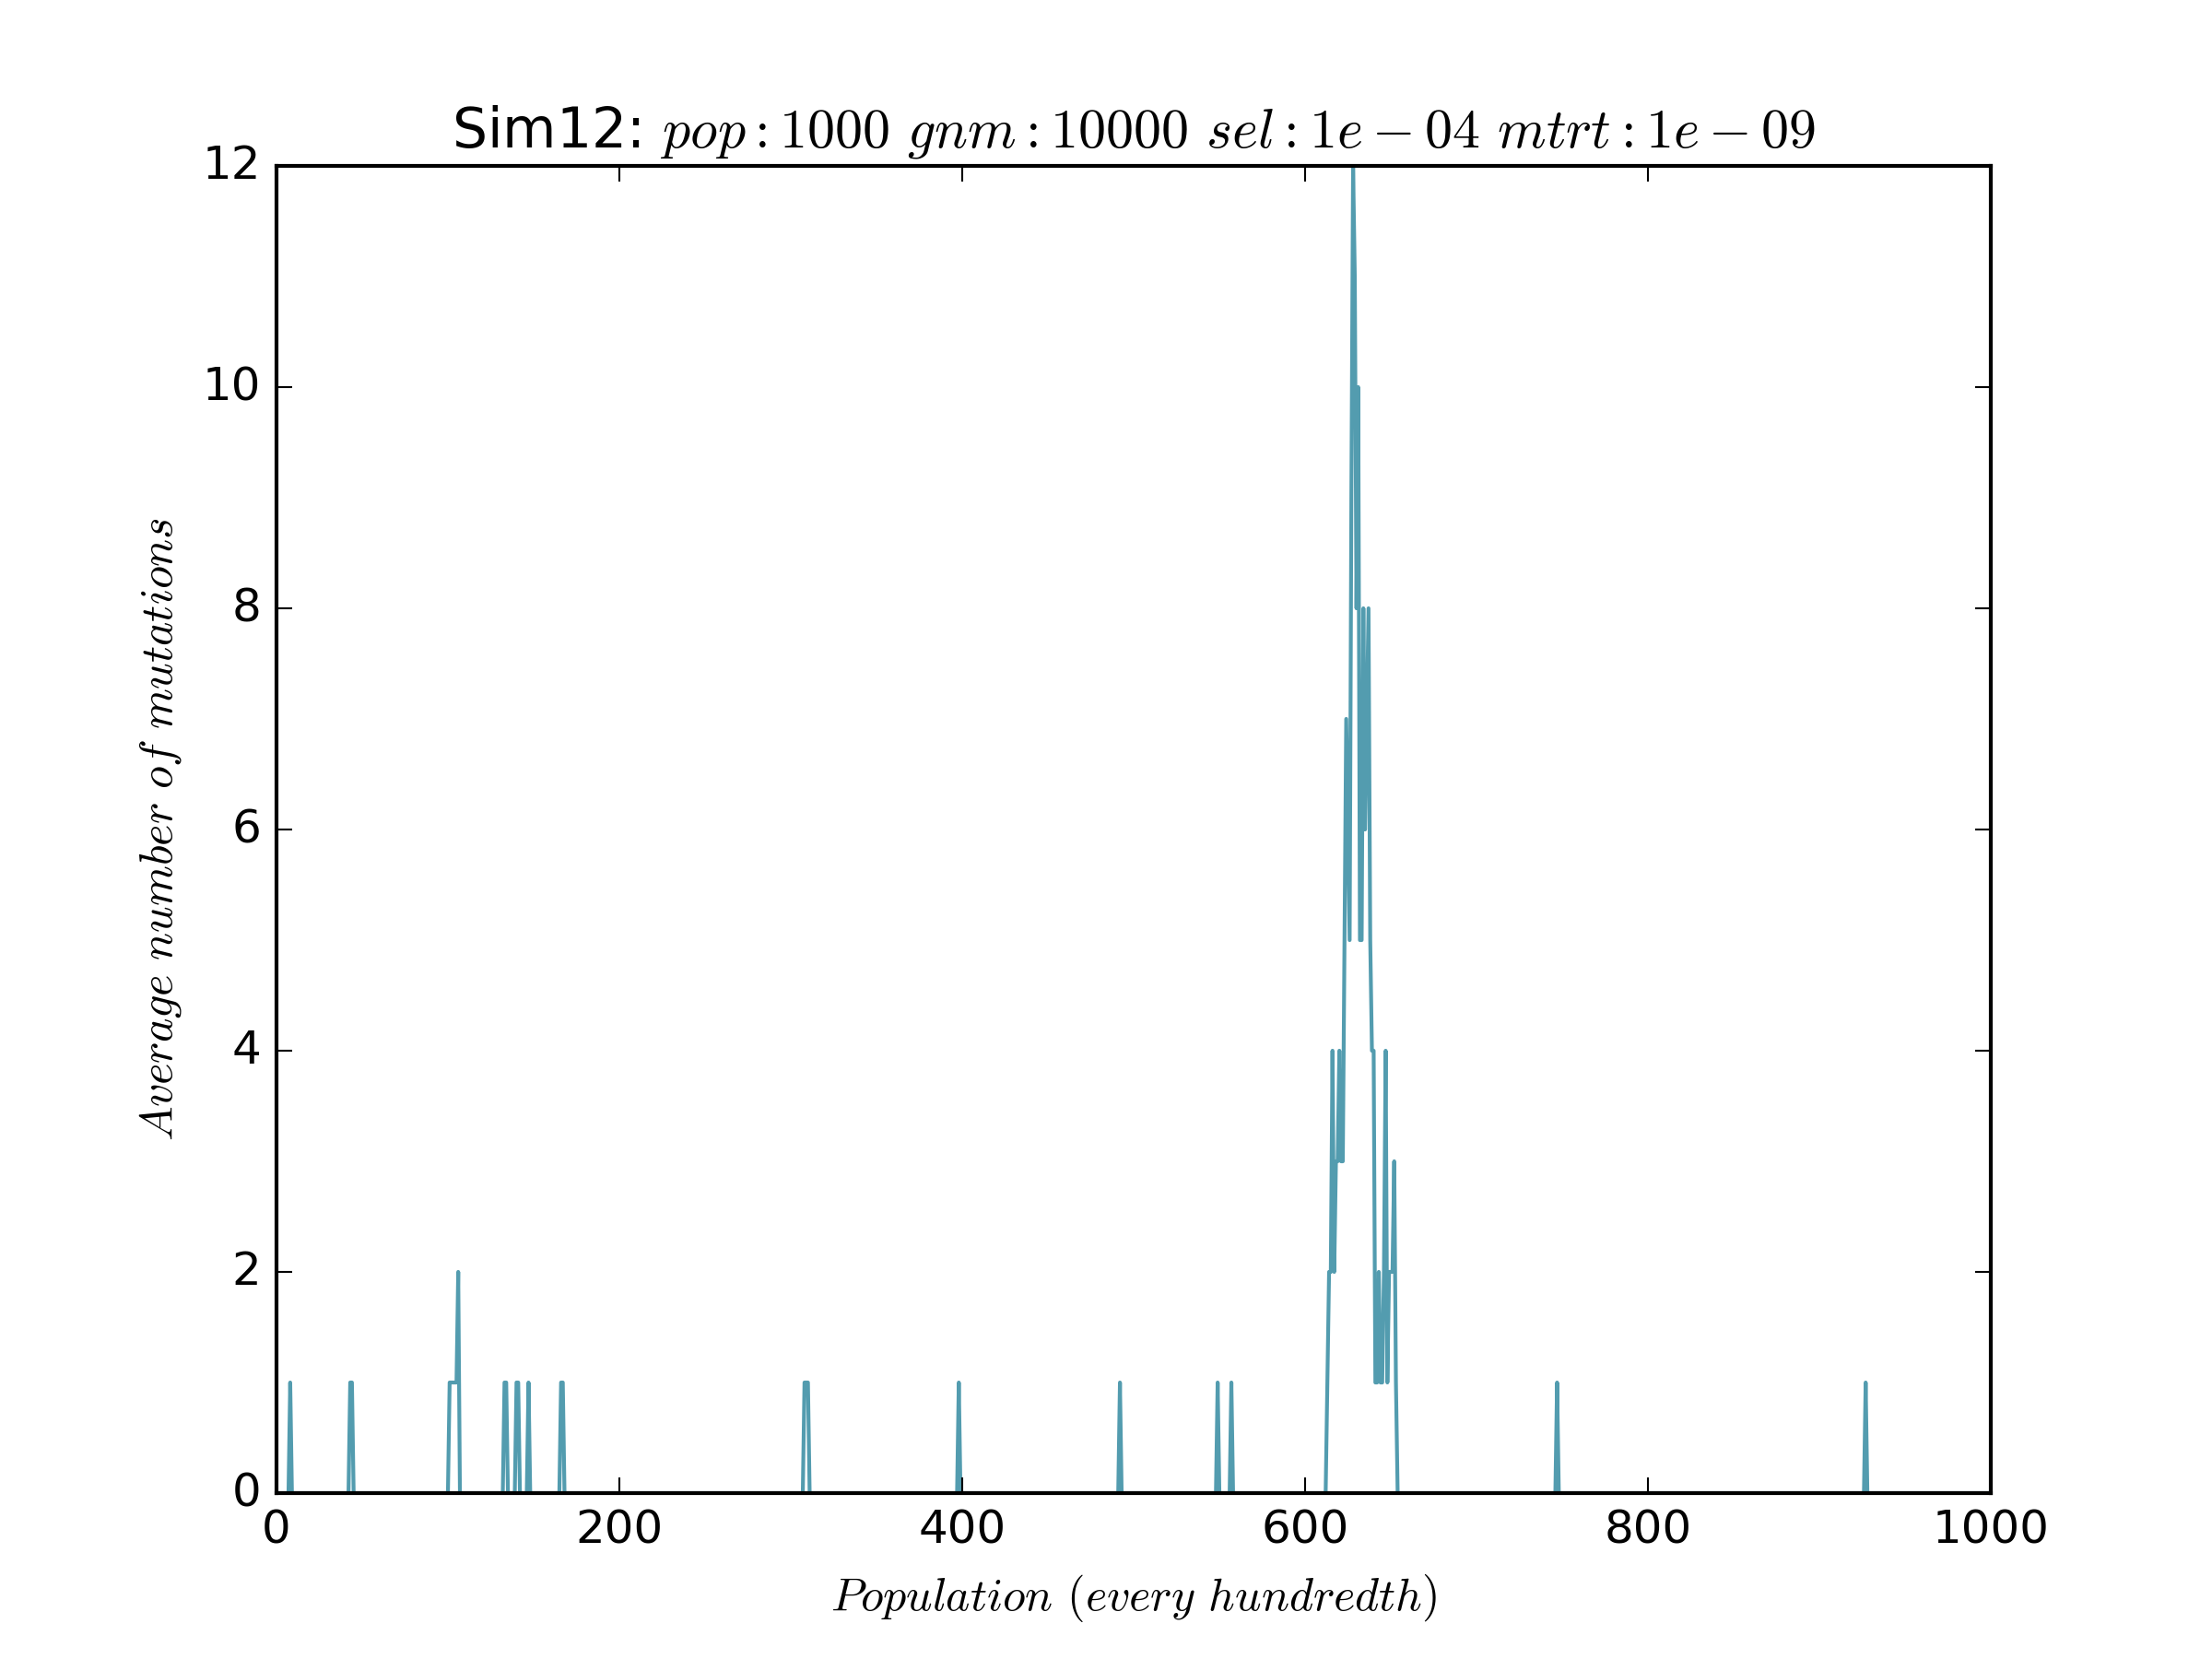 Sim12: pop : 1000 gnm : 10000 sel : 1e − 04 mtrt : 1e − 09
12
10
8
6
4
2
0
Average number of mutations
0 200 400 600 800 1000
Population (every hundredth)